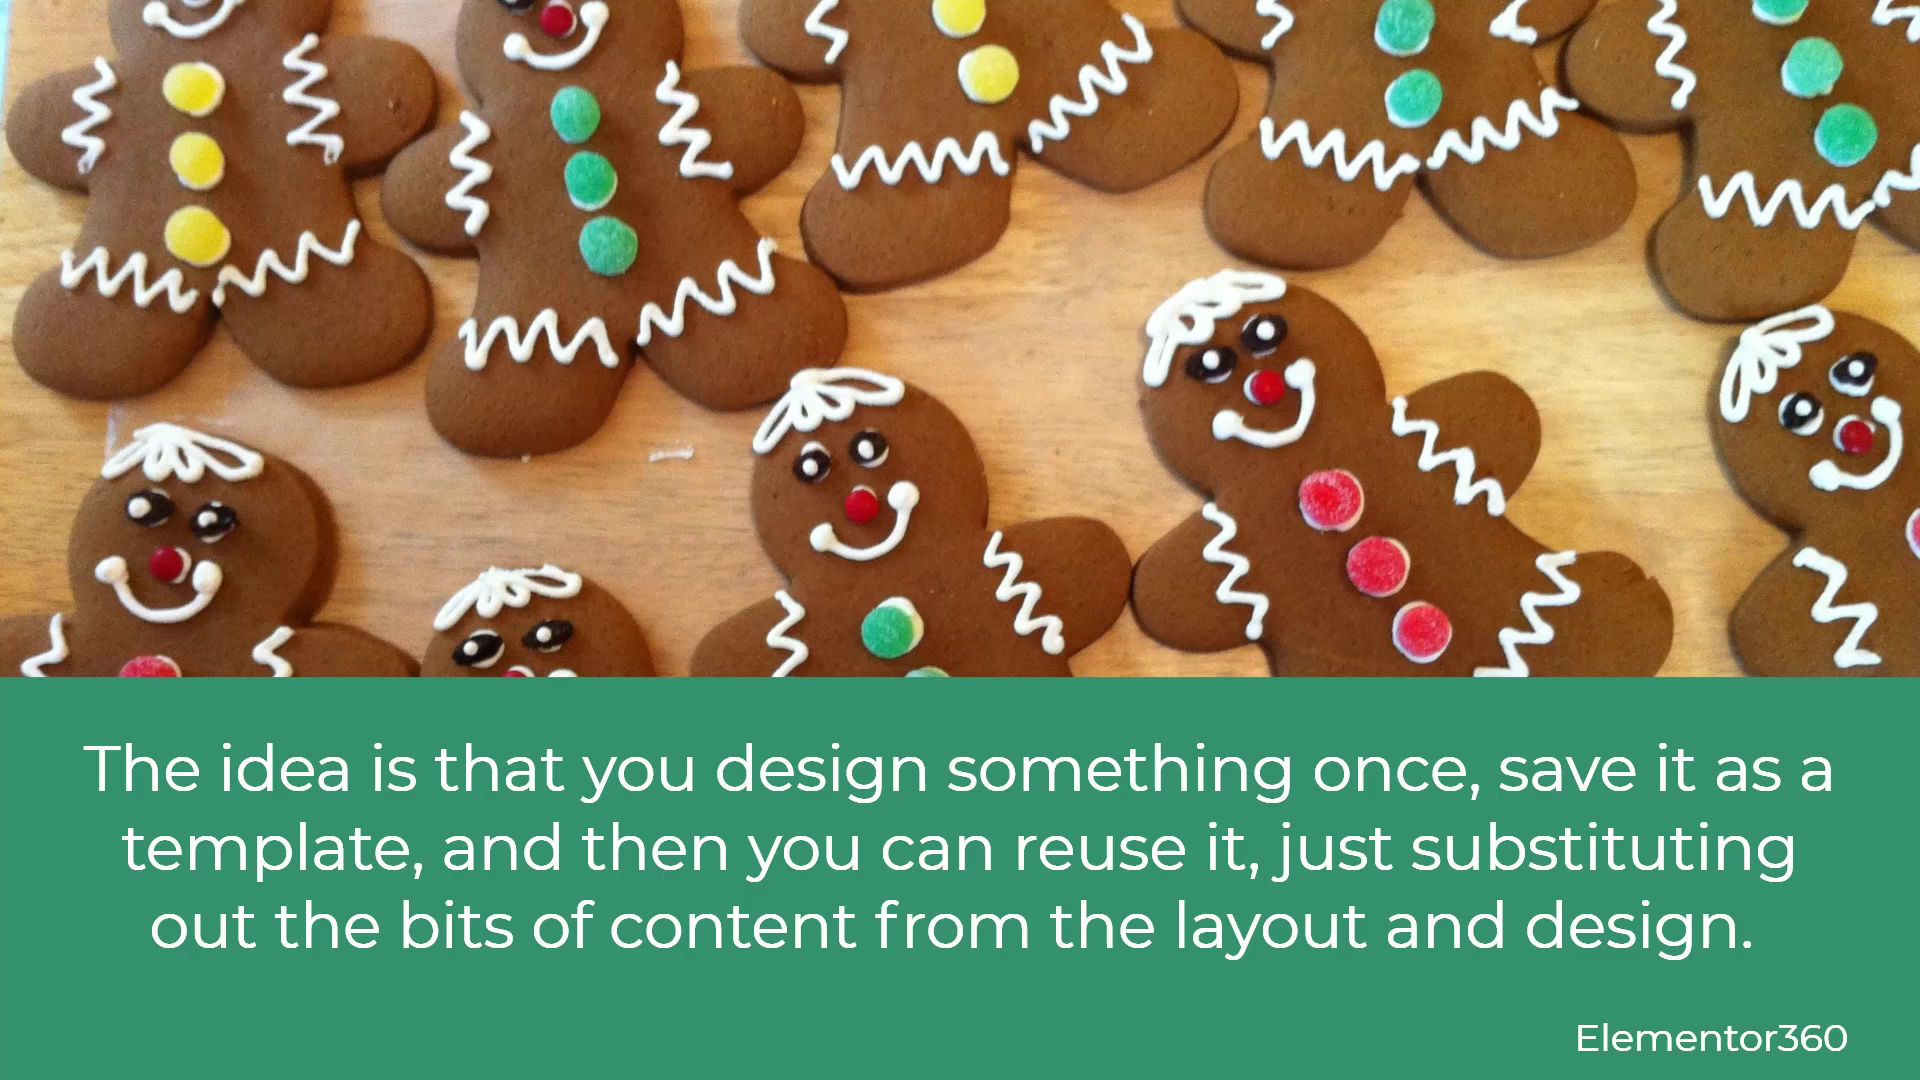 The idea is that you design something once, save it as a
template, and then you can reuse it, just substituting
out the bits of content from the layout and design.
Elementor360